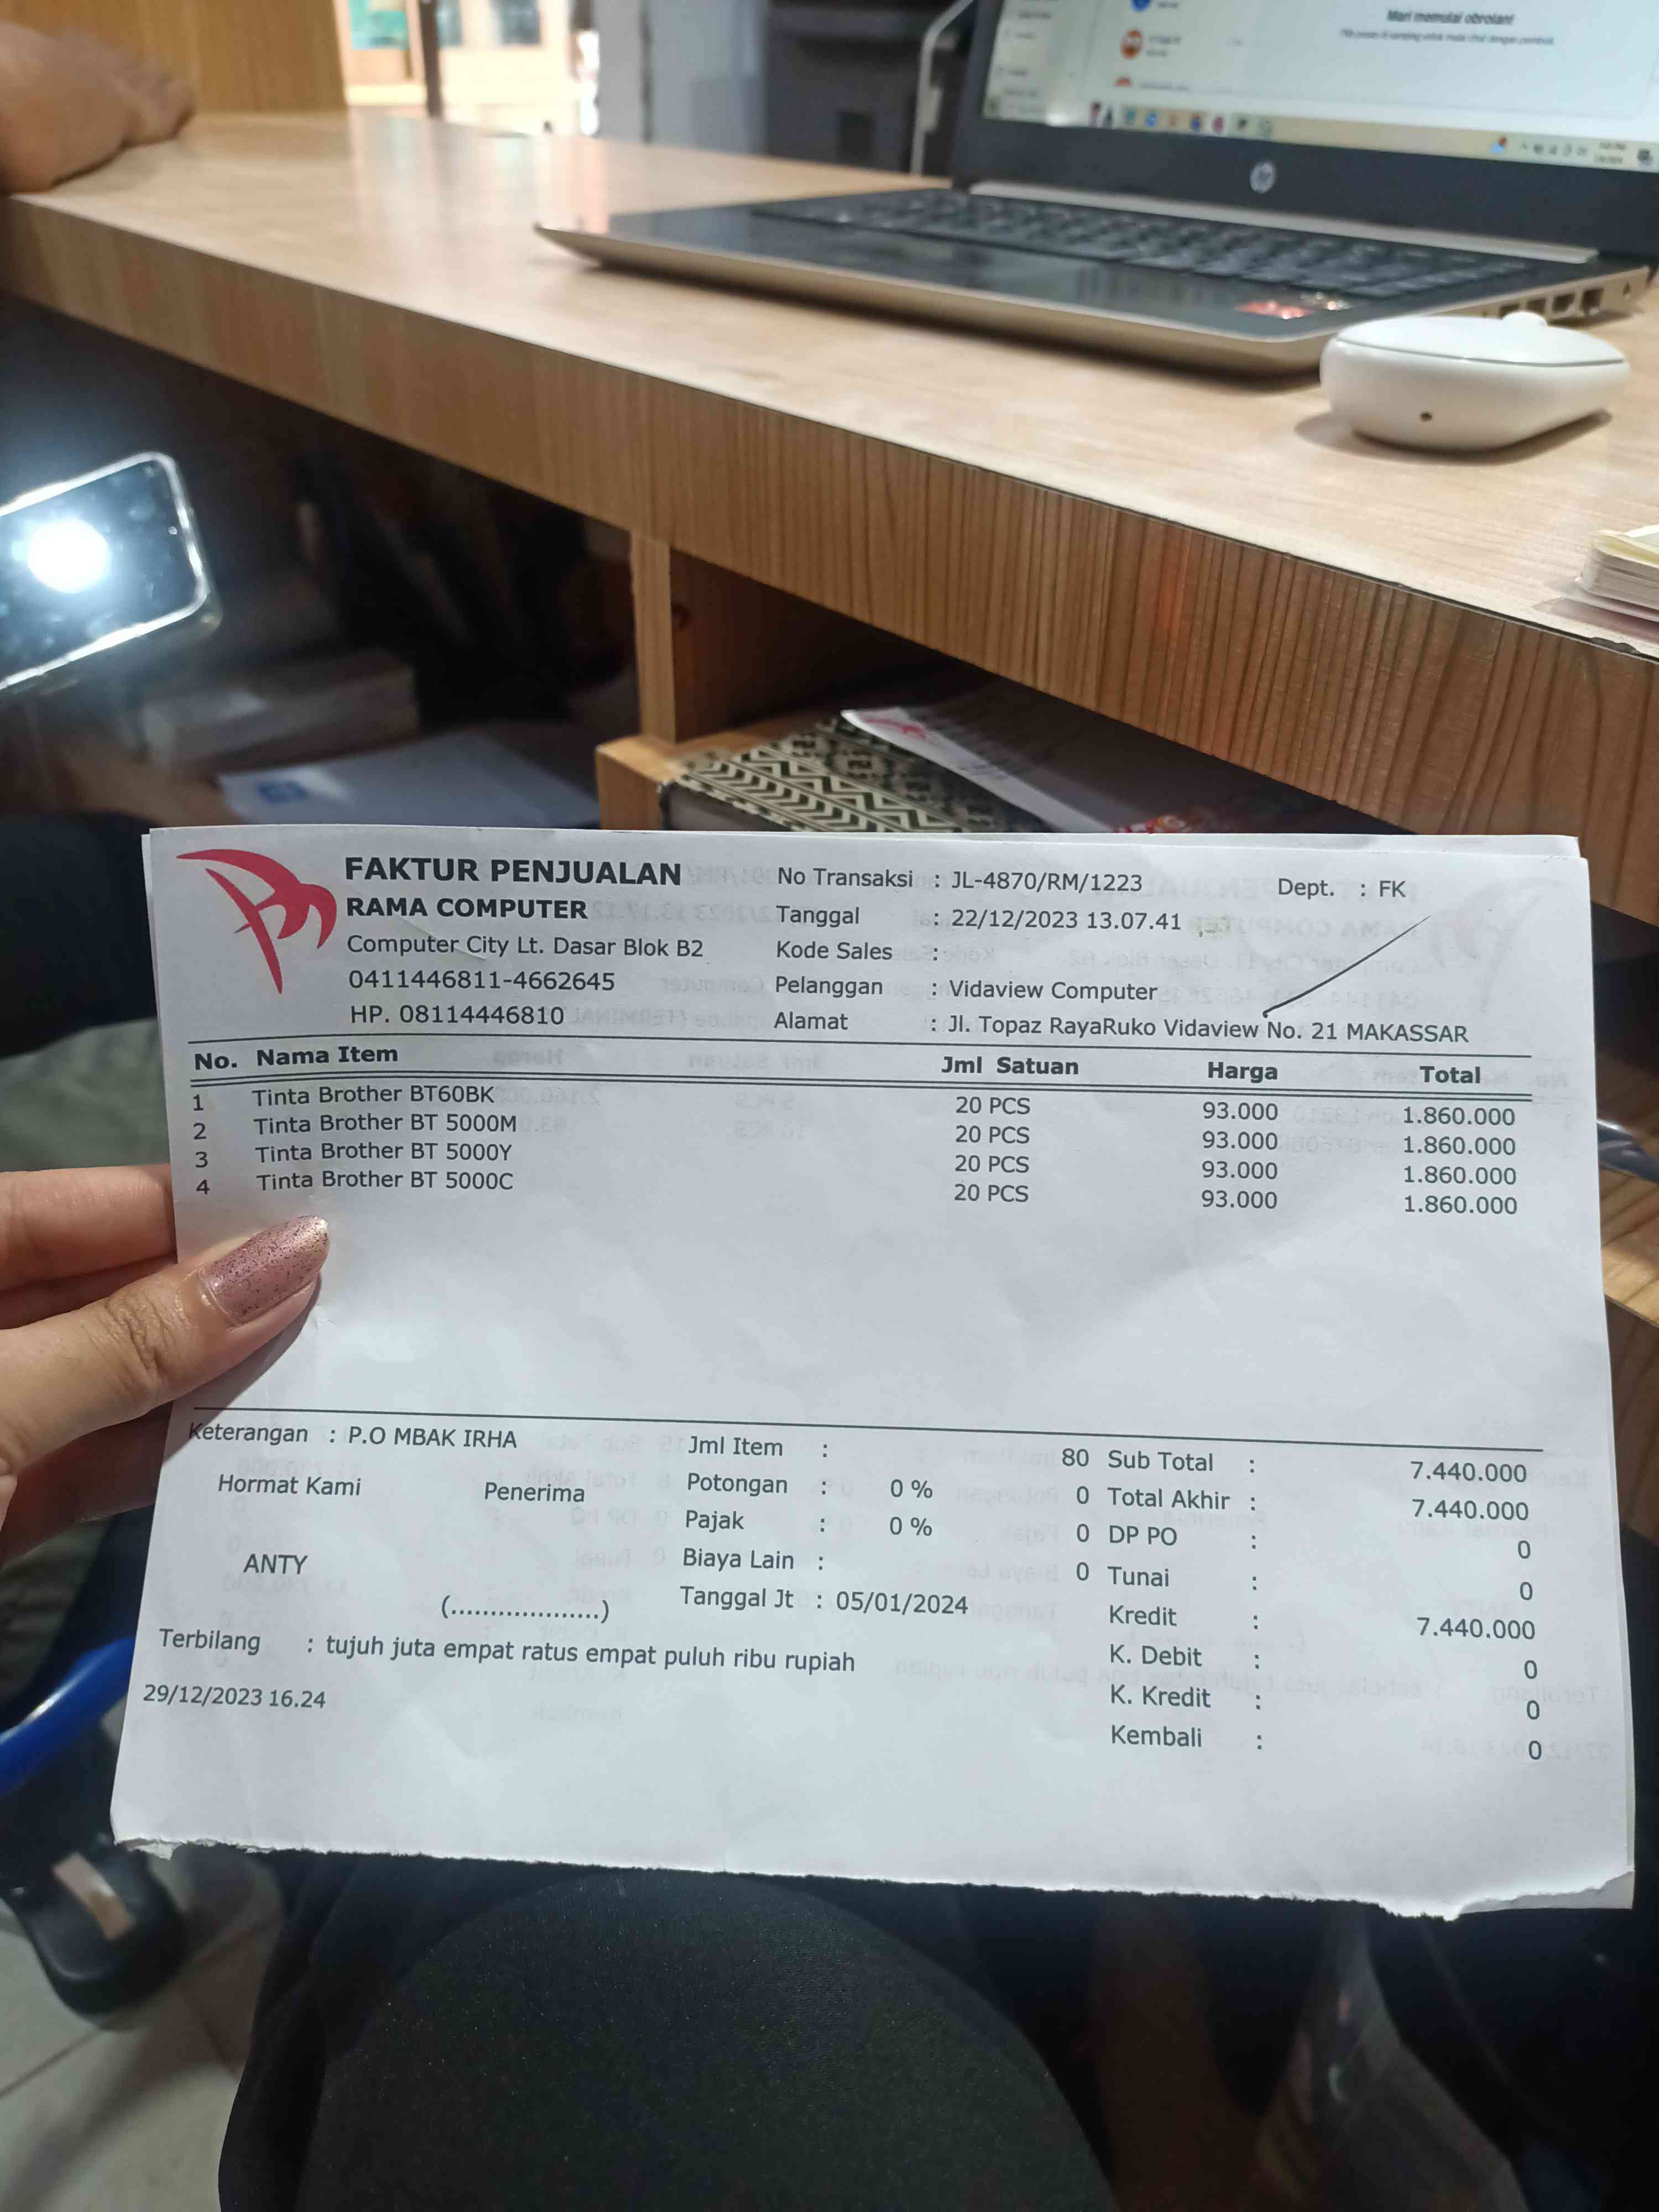 Mari memulai obrolan!
hp
FAKTUR PENJUALAN
RAMA COMPUTER
Computer City Lt. Dasar Blok B2
0411446811-4662645
HP. 08114446810
No Transaksi : JL-4870/RM/1223
Dept. : FK
Tanggal : 22/12/2023 13.07.41
Kode Sales :
Pelanggan : Vidaview Computer
Alamat : Jl. Topaz RayaRuko Vidaview No. 21 MAKASSAR
No. Nama Item Jml Satuan Harga Total
1 Tinta Brother BT60BK 20 PCS 93.000 1.860.000
2 Tinta Brother BT 5000M 20 PCS 93.000 1.860.000
3 Tinta Brother BT 5000Y 20 PCS 93.000 1.860.000
4 Tinta Brother BT 5000C 20 PCS 93.000 1.860.000
Keterangan : P.O MBAK IRHA
Hormat Kami
Penerima
ANTY
(....................)
Jml Item : 80
Potongan : 0 % 0
Pajak : 0 % 0
Biaya Lain : 0
Tanggal Jt : 05/01/2024
Sub Total : 7.440.000
Total Akhir : 7.440.000
DP PO : 0
Tunai : 0
Kredit : 7.440.000
K. Debit : 0
K. Kredit : 0
Kembali : 0
Terbilang : tujuh juta empat ratus empat puluh ribu rupiah
29/12/2023 16.24